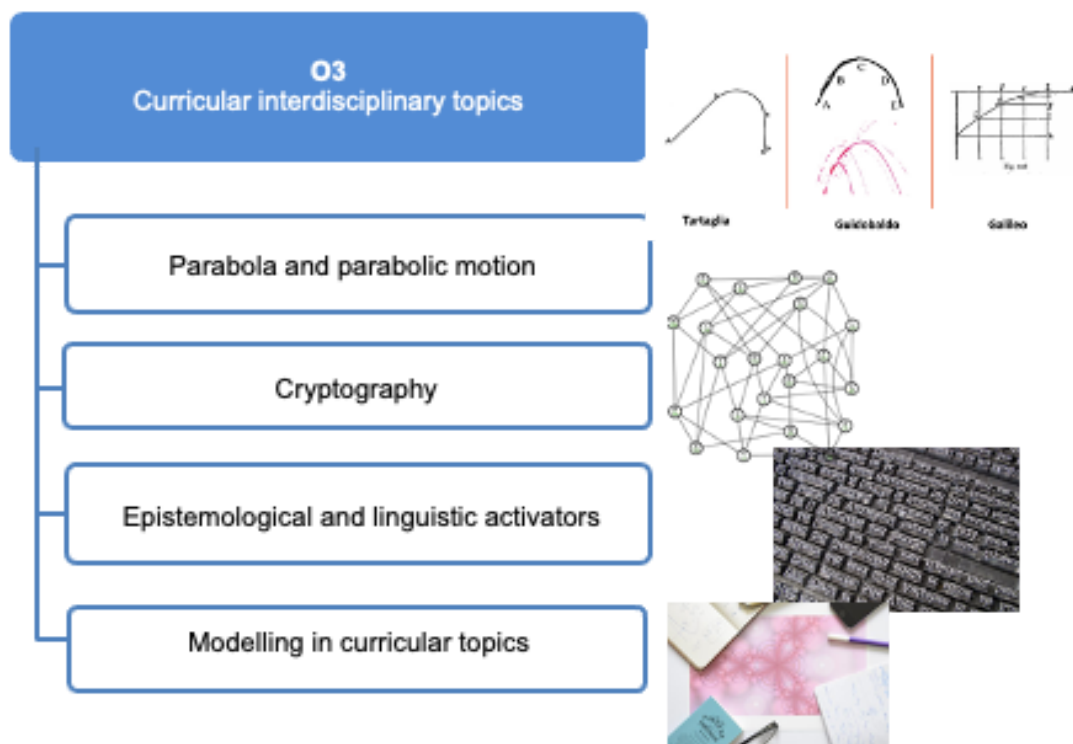 O3
Curricular interdisciplinary topics
Parabola and parabolic motion
Cryptography
Epistemological and linguistic activators
Modelling in curricular topics
A B C D E
Tartaglia
Guidobaldo
Galileo